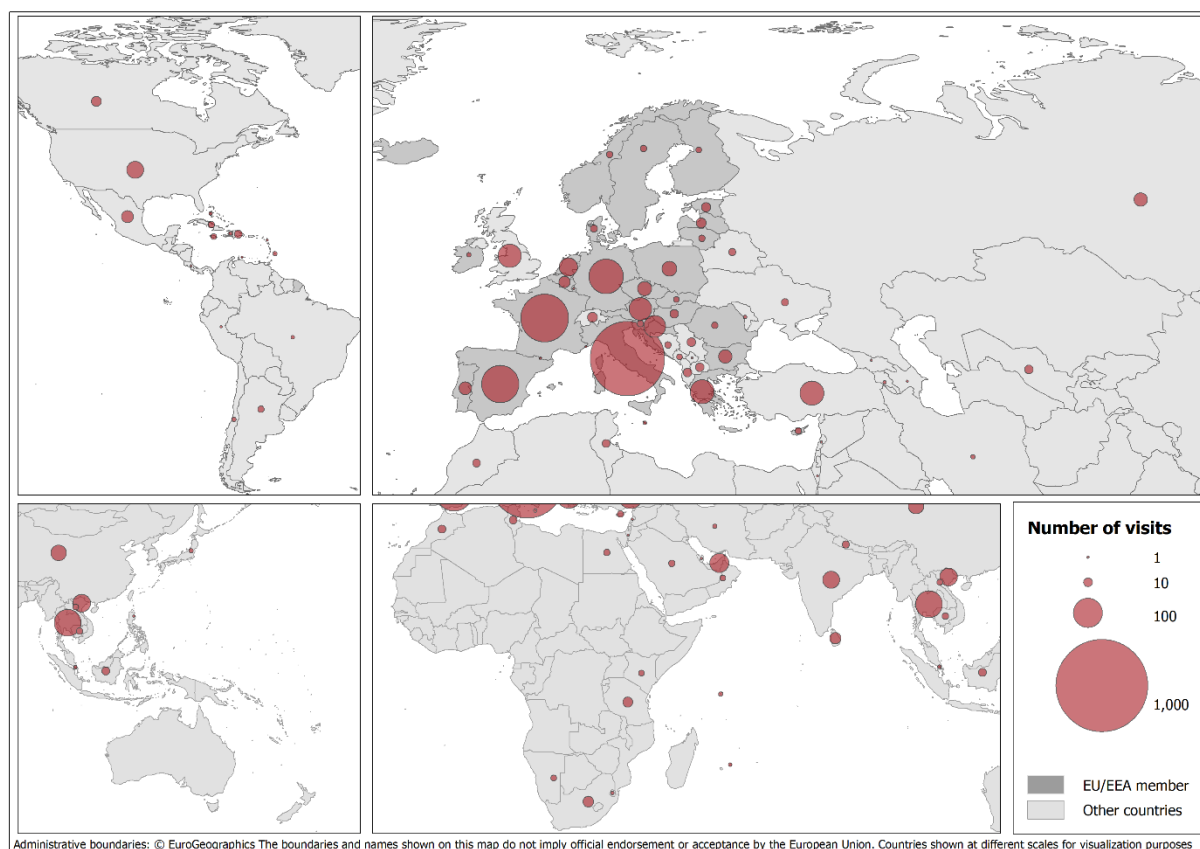 Number of visits
1
10
100
1,000
EU/EEA member
Other countries
Administrative boundaries: © EuroGeographics The boundaries and names shown on this map do not imply official endorsement or acceptance by the European Union. Countries shown at different scales for visualization purposes